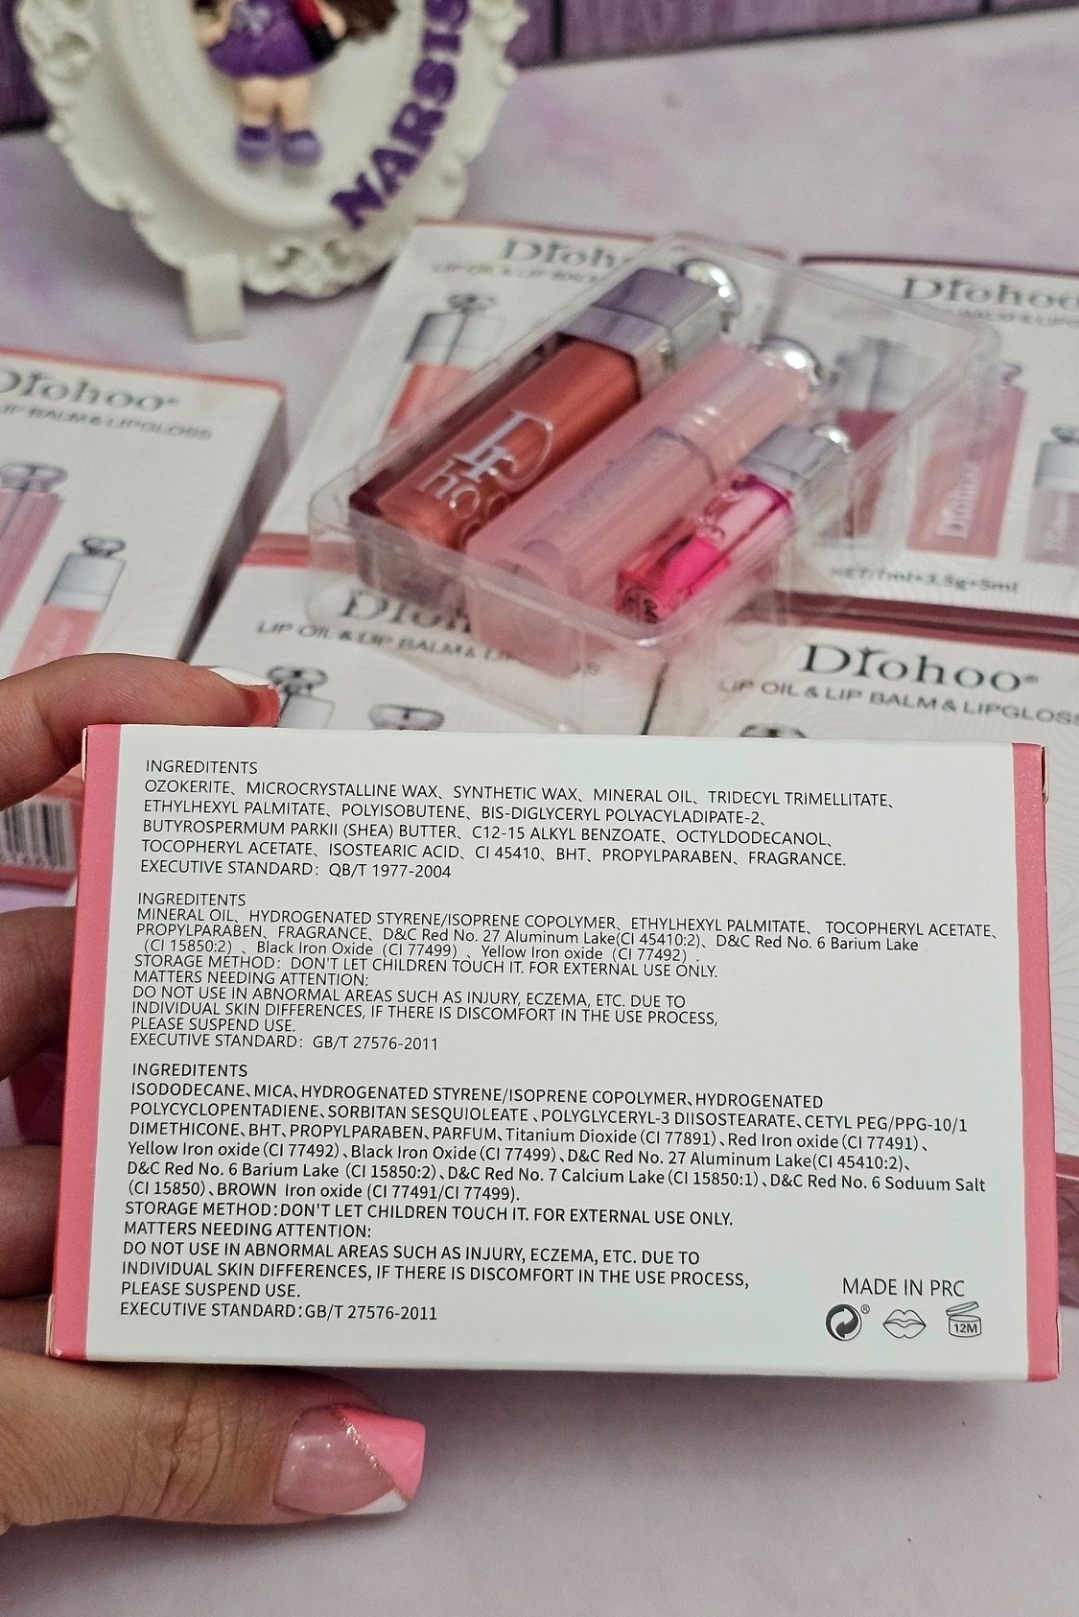 NARSIS
Drohoo
LIP OIL & LIP BALM
Drohoo
Drohoo®
LIP BALM & LIPGLOSS
Dr
hoo
Drohoo
NET:7ml+3.5g+5ml
LIP OIL & LIP BALM &
Drohoo®
LIP OIL & LIP BALM & LIPGLOSS
INGREDITENTS
OZOKERITE、MICROCRYSTALLINE WAX、SYNTHETIC WAX、MINERAL OIL、TRIDECYL TRIMELLITATE、
ETHYLHEXYL PALMITATE、POLYISOBUTENE、BIS-DIGLYCERYL POLYACYLADIPATE-2、
BUTYROSPERMUM PARKII (SHEA) BUTTER、C12-15 ALKYL BENZOATE、OCTYLDODECANOL、
TOCOPHERYL ACETATE、ISOSTEARIC ACID、CI 45410、BHT、PROPYLPARABEN、FRAGRANCE.
EXECUTIVE STANDARD: QB/T 1977-2004
INGREDITENTS
MINERAL OIL、HYDROGENATED STYRENE/ISOPRENE COPOLYMER、ETHYLHEXYL PALMITATE、TOCOPHERYL ACETATE、
PROPYLPARABEN、FRAGRANCE、D&C Red No. 27 Aluminum Lake(CI 45410:2)、D&C Red No. 6 Barium Lake
(CI 15850:2) 、Black Iron Oxide (CI 77499) 、Yellow Iron oxide (CI 77492) .
STORAGE METHOD: DON'T LET CHILDREN TOUCH IT. FOR EXTERNAL USE ONLY.
MATTERS NEEDING ATTENTION:
DO NOT USE IN ABNORMAL AREAS SUCH AS INJURY, ECZEMA, ETC. DUE TO
INDIVIDUAL SKIN DIFFERENCES, IF THERE IS DISCOMFORT IN THE USE PROCESS,
PLEASE SUSPEND USE.
EXECUTIVE STANDARD: GB/T 27576-2011
INGREDITENTS
ISODODECANE、MICA、HYDROGENATED STYRENE/ISOPRENE COPOLYMER、HYDROGENATED
POLYCYCLOPENTADIENE、SORBITAN SESQUIOLEATE 、POLYGLYCERYL-3 DIISOSTEARATE、CETYL PEG/PPG-10/1
DIMETHICONE、BHT、PROPYLPARABEN、PARFUM、Titanium Dioxide (CI 77891) 、Red Iron oxide (CI 77491) 、
Yellow Iron oxide (CI 77492) 、Black Iron Oxide (CI 77499) 、D&C Red No. 27 Aluminum Lake(CI 45410:2)、
D&C Red No. 6 Barium Lake (CI 15850:2) 、D&C Red No. 7 Calcium Lake (CI 15850:1) 、D&C Red No. 6 Soduum Salt
(CI 15850) 、BROWN Iron oxide (CI 77491/CI 77499).
STORAGE METHOD:DON'T LET CHILDREN TOUCH IT. FOR EXTERNAL USE ONLY.
MATTERS NEEDING ATTENTION:
DO NOT USE IN ABNORMAL AREAS SUCH AS INJURY, ECZEMA, ETC. DUE TO
INDIVIDUAL SKIN DIFFERENCES, IF THERE IS DISCOMFORT IN THE USE PROCESS,
PLEASE SUSPEND USE.
EXECUTIVE STANDARD:GB/T 27576-2011
MADE IN PRC
®
12M